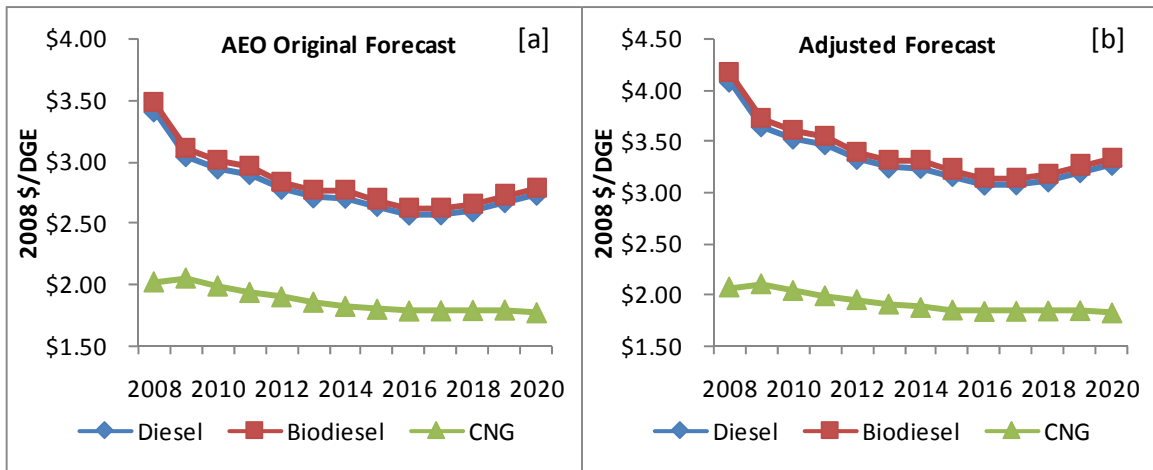 AEO Original Forecast
[a]
2008 $/DGE
$4.00
$3.50
$3.00
$2.50
$2.00
$1.50
2008 2010 2012 2014 2016 2018 2020
Diesel Biodiesel CNG
Adjusted Forecast
[b]
2008 $/DGE
$4.50
$4.00
$3.50
$3.00
$2.50
$2.00
$1.50
2008 2010 2012 2014 2016 2018 2020
Diesel Biodiesel CNG